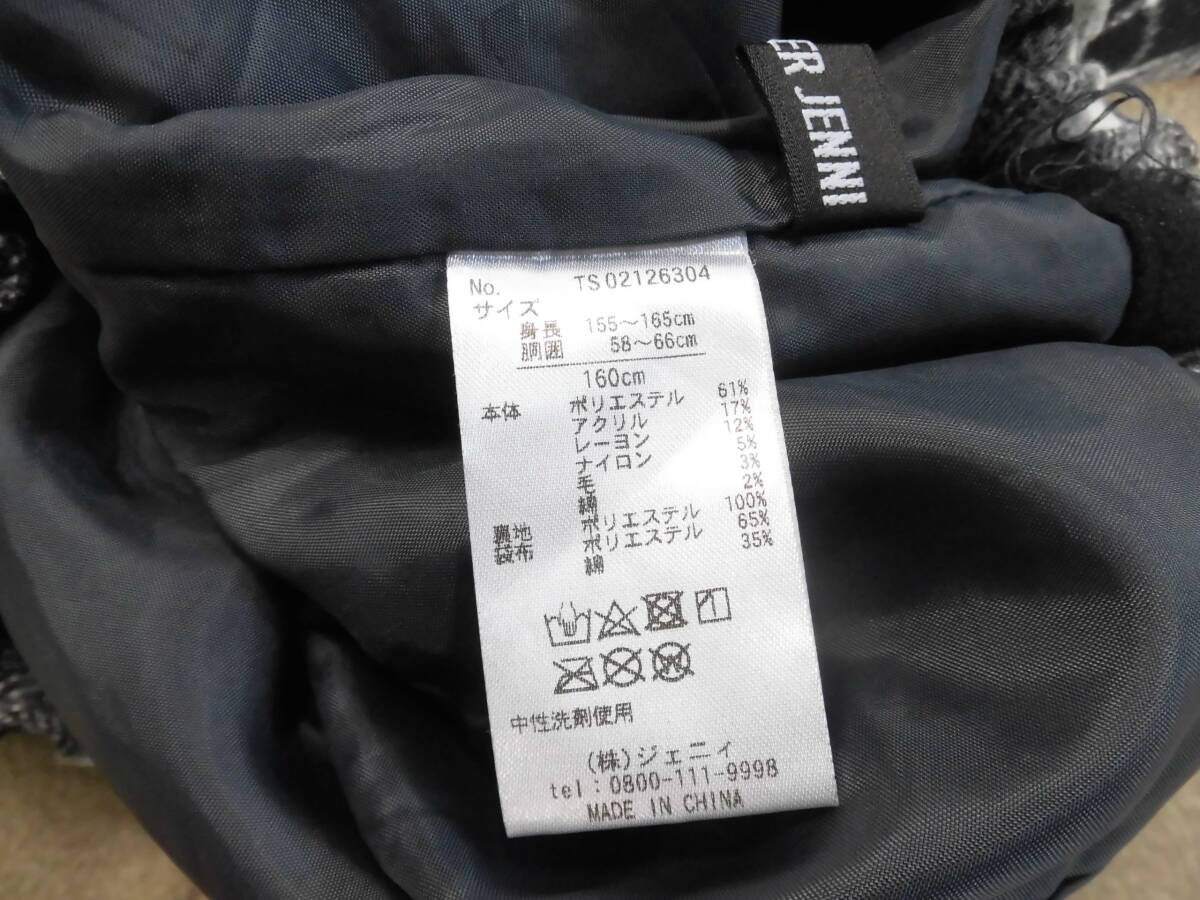 ER JENNI
No. TS02126304
サイズ
身長 155～165cm
胴囲 58～66cm
160cm
本体 ポリエステル 61%
アクリル 17%
レーヨン 12%
ナイロン 5%
毛 3%
綿 2%
裏地 ポリエステル 100%
袋布 ポリエステル 65%
綿 35%
中性洗剤使用
(株)ジェニィ
tel:0800-111-9998
MADE IN CHINA